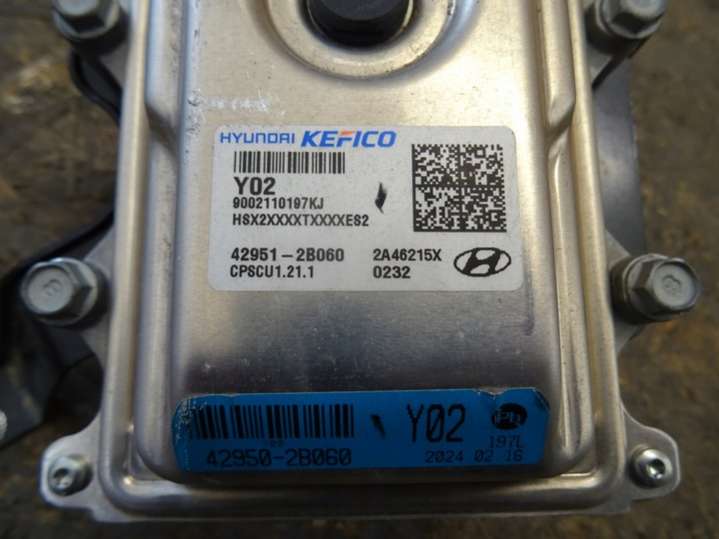 HYUNDAI KEFICO
Y02
9002110197KJ
HSX2XXXXTXXXXES2
42951-2B060 2A46215X
CPSCU1.21.1 0232
Y02
197L
42950-2B060 2024 02 16